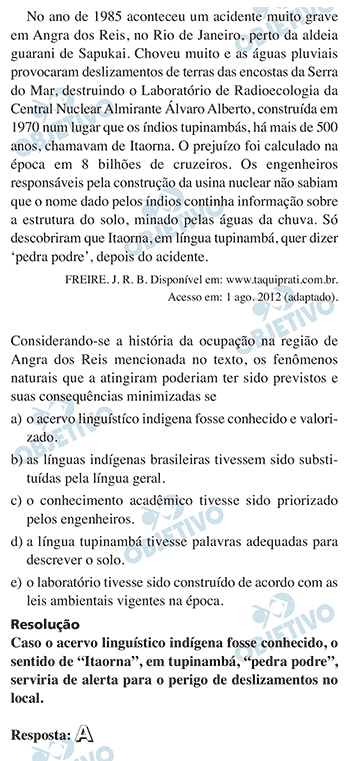 No ano de 1985 aconteceu um acidente muito grave
em Angra dos Reis, no Rio de Janeiro, perto da aldeia
guarani de Sapukai. Choveu muito e as águas pluviais
provocaram deslizamentos de terras das encostas da Serra
do Mar, destruindo o Laboratório de Radioecologia da
Central Nuclear Almirante Álvaro Alberto, construída em
1970 num lugar que os índios tupinambás, há mais de 500
anos, chamavam de Itaorna. O prejuízo foi calculado na
época em 8 bilhões de cruzeiros. Os engenheiros
responsáveis pela construção da usina nuclear não sabiam
que o nome dado pelos índios continha informação sobre
a estrutura do solo, minado pelas águas da chuva. Só
descobriram que Itaorna, em língua tupinambá, quer dizer
‘pedra podre’, depois do acidente.
FREIRE. J. R. B. Disponível em: www.taquiprati.com.br.
Acesso em: 1 ago. 2012 (adaptado).
Considerando-se a história da ocupação na região de
Angra dos Reis mencionada no texto, os fenômenos
naturais que a atingiram poderiam ter sido previstos e
suas consequências minimizadas se
a) o acervo linguístíco indigena fosse conhecido e valori-
zado.
b) as línguas indígenas brasileiras tivessem sido substi-
tuídas pela língua geral.
c) o conhecimento acadêmico tivesse sido priorizado
pelos engenheiros.
d) a língua tupinambá tivesse palavras adequadas para
descrever o solo.
e) o laboratório tivesse sido construído de acordo com as
leis ambientais vigentes na época.
Resolução
Caso o acervo linguístico indígena fosse conhecido, o
sentido de “Itaorna”, em tupinambá, “pedra podre”,
serviria de alerta para o perigo de deslizamentos no
local.
Resposta: A
OBJETIVO